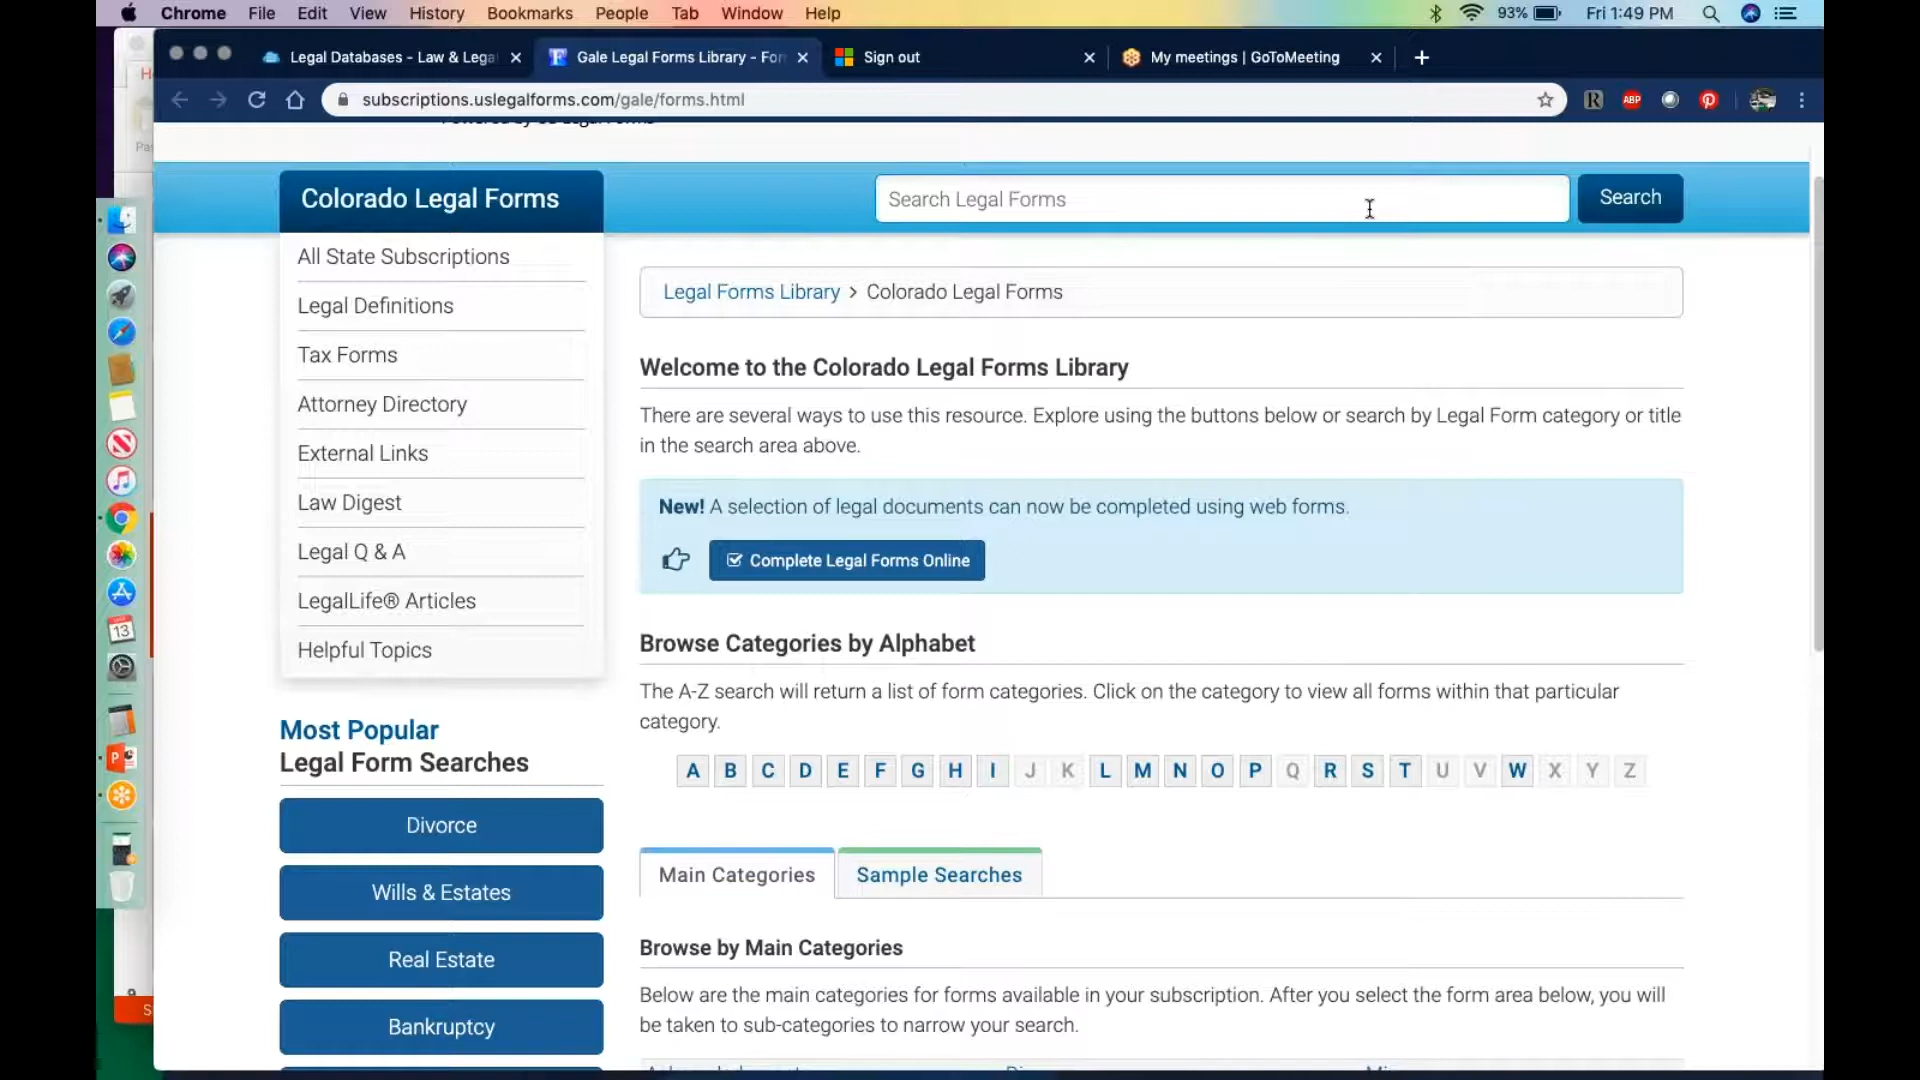 Chrome File Edit View History Bookmarks People Tab Window Help 93% Fri 1:49 PM
Legal Databases - Law & Lega Gale Legal Forms Library - For Sign out My meetings | GoToMeeting
subscriptions.uslegalforms.com/gale/forms.html
ABP
Colorado Legal Forms
Search Legal Forms
Search
All State Subscriptions
Legal Definitions
Tax Forms
Attorney Directory
External Links
Law Digest
Legal Q & A
LegalLife® Articles
Helpful Topics
Most Popular
Legal Form Searches
Divorce
Wills & Estates
Real Estate
Bankruptcy
Legal Forms Library > Colorado Legal Forms
Welcome to the Colorado Legal Forms Library
There are several ways to use this resource. Explore using the buttons below or search by Legal Form category or title
in the search area above.
New! A selection of legal documents can now be completed using web forms.
Complete Legal Forms Online
Browse Categories by Alphabet
The A-Z search will return a list of form categories. Click on the category to view all forms within that particular
category.
A B C D E F G H I J K L M N O P Q R S T U V W X Y Z
Main Categories Sample Searches
Browse by Main Categories
Below are the main categories for forms available in your subscription. After you select the form area below, you will
be taken to sub-categories to narrow your search.
13